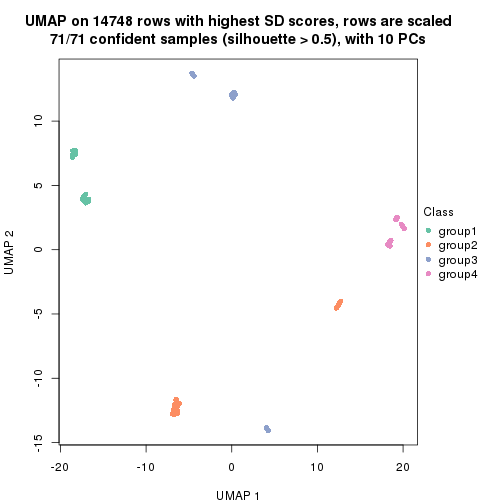 UMAP on 14748 rows with highest SD scores, rows are scaled
71/71 confident samples (silhouette > 0.5), with 10 PCs
10
5
0
-5
-10
-15
UMAP 2
-20
-10
0
10
20
UMAP 1
Class
group1
group2
group3
group4